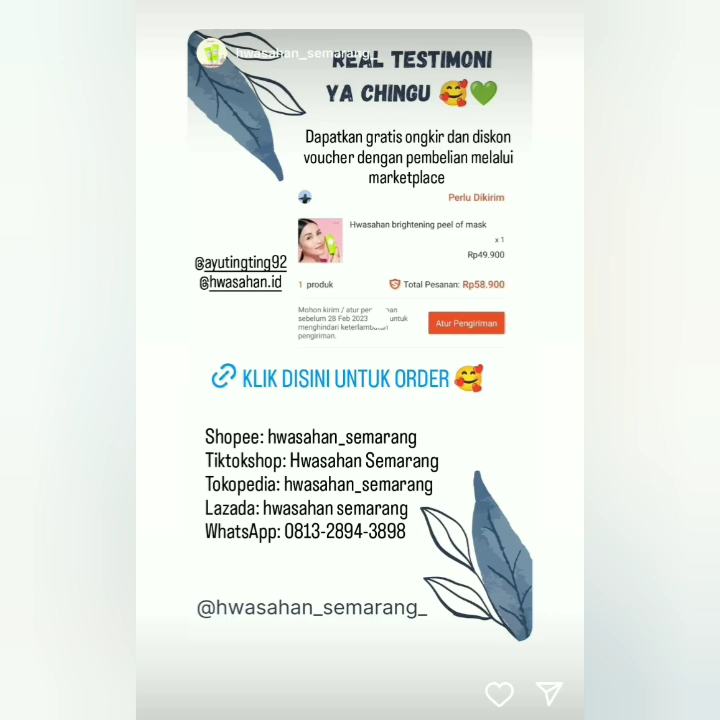 hwasahan_semarang_
REAL TESTIMONI
YA CHINGU
Dapatkan gratis ongkir dan diskon
voucher dengan pembelian melalui
marketplace
Perlu Dikirim
Hwasahan brightening peel of mask
x 1
Rp49.900
@ayutingting92
@hwasahan.id
1 produk
Total Pesanan: Rp58.900
Mohon kirim / atur
sebelum 28 Feb 2023 untuk
menghindari
pengiriman.
Atur Pengiriman
KLIK DISINI UNTUK ORDER
Shopee: hwasahan_semarang
Tiktokshop: Hwasahan Semarang
Tokopedia: hwasahan_semarang
Lazada: hwasahan semarang
WhatsApp: 0813-2894-3898
@hwasahan_semarang_